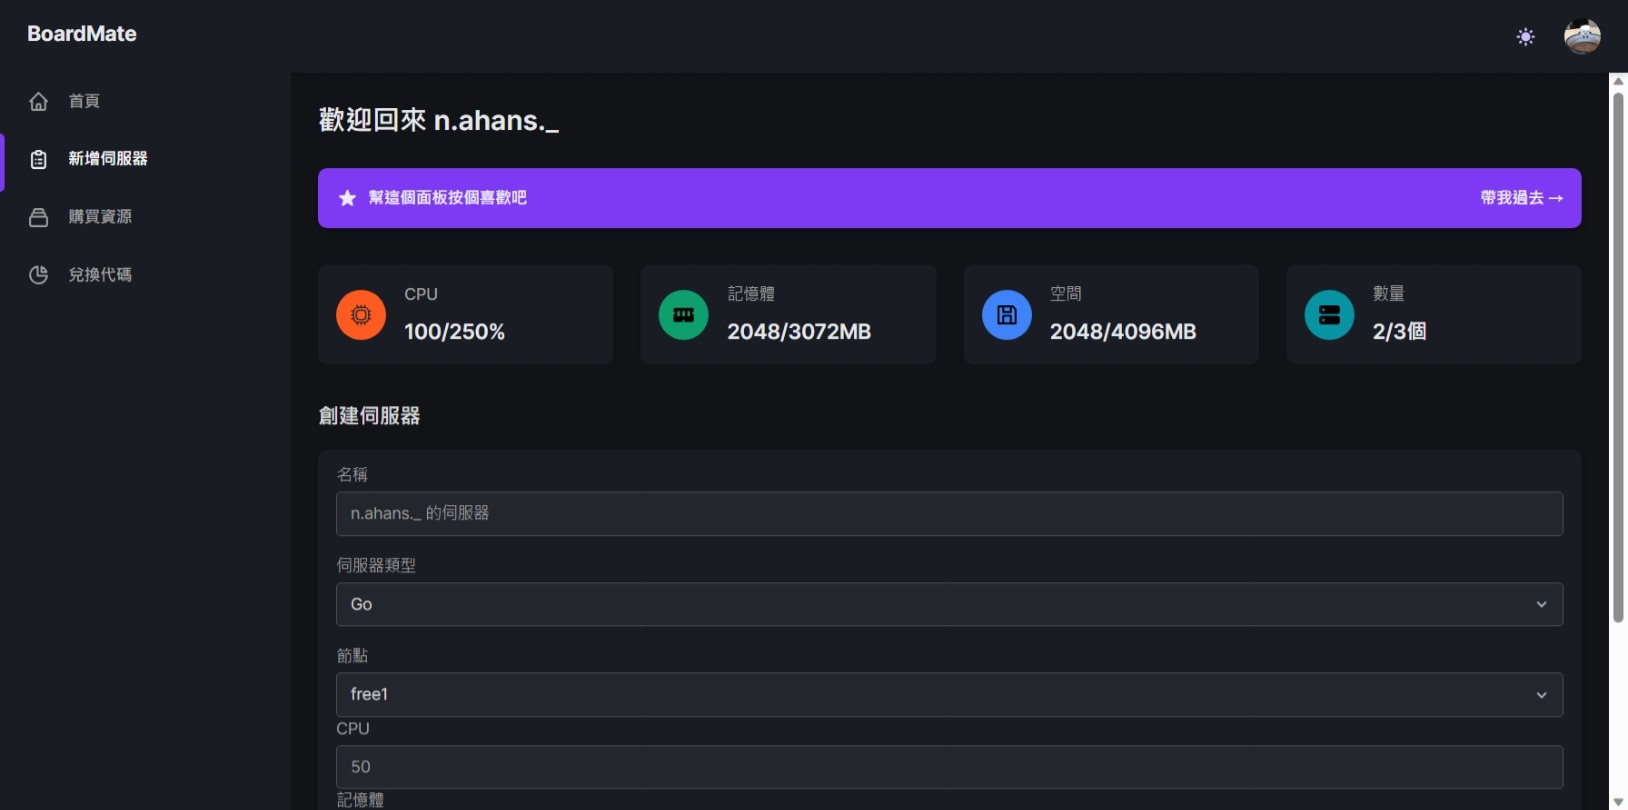 BoardMate
首頁
新增伺服器
購買資源
兌換代碼
歡迎回來 n.ahans._
幫這個面板按個喜歡吧
帶我過去 →
CPU
100/250%
記憶體
2048/3072MB
空間
2048/4096MB
數量
2/3個
創建伺服器
名稱
n.ahans._ 的伺服器
伺服器類型
Go
節點
free1
CPU
50
記憶體